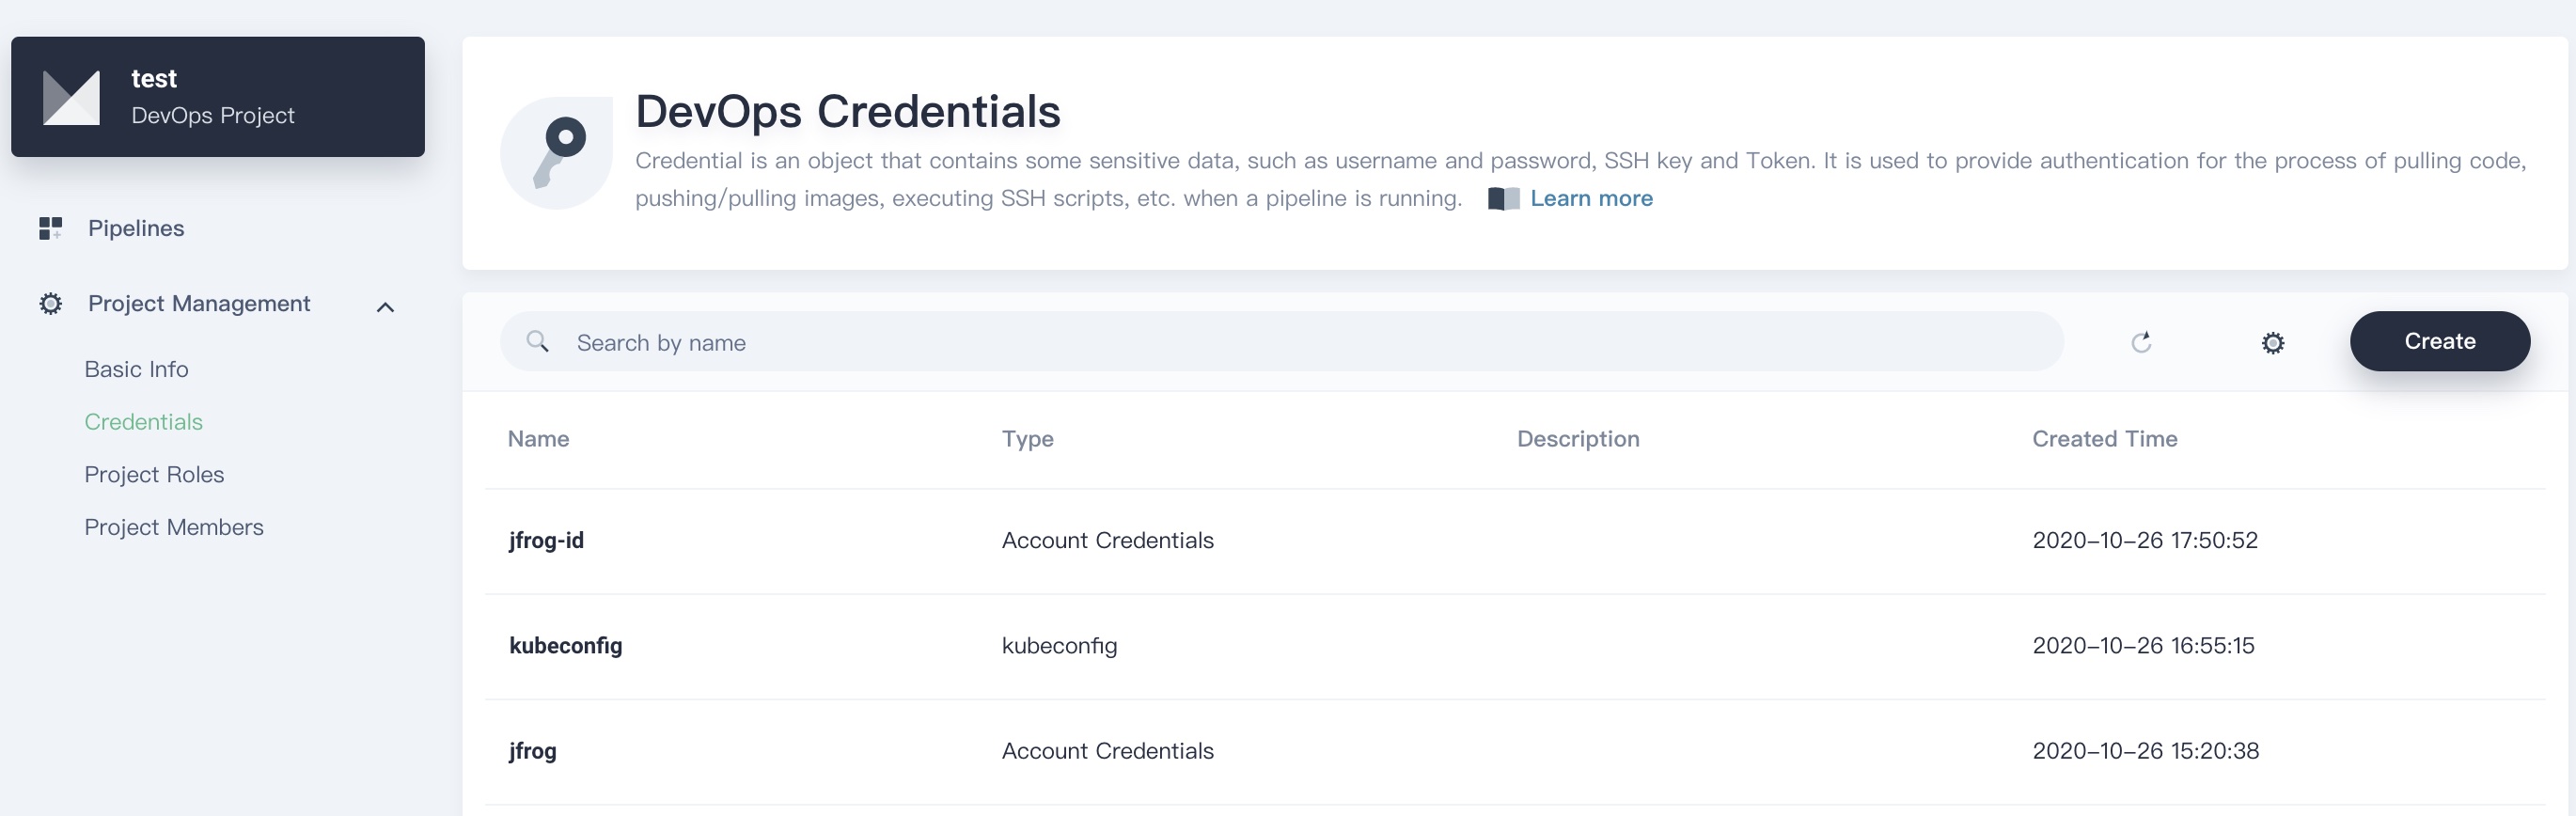 test
DevOps Project
Pipelines
Project Management
Basic Info
Credentials
Project Roles
Project Members
DevOps Credentials
Credential is an object that contains some sensitive data, such as username and password, SSH key and Token. It is used to provide authentication for the process of pulling code,
pushing/pulling images, executing SSH scripts, etc. when a pipeline is running. Learn more
Search by name
Create
Name Type Description Created Time
jfrog-id Account Credentials 2020-10-26 17:50:52
kubeconfig kubeconfig 2020-10-26 16:55:15
jfrog Account Credentials 2020-10-26 15:20:38